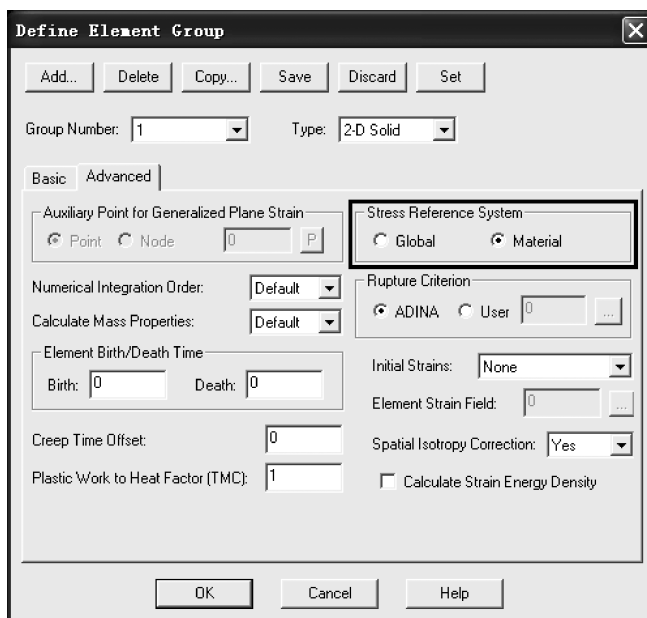 Define Element Group
Add... Delete Copy... Save Discard Set
Group Number: 1 Type: 2-D Solid
Basic Advanced
Auxiliary Point for Generalized Plane Strain
Point Node 0 P
Stress Reference System
Global Material
Numerical Integration Order: Default
Calculate Mass Properties: Default
Rupture Criterion
ADINA User 0 ...
Element Birth/Death Time
Birth: 0 Death: 0
Initial Strains: None
Element Strain Field: 0 ...
Creep Time Offset: 0
Spatial Isotropy Correction: Yes
Plastic Work to Heat Factor (TMC): 1
Calculate Strain Energy Density
OK Cancel Help